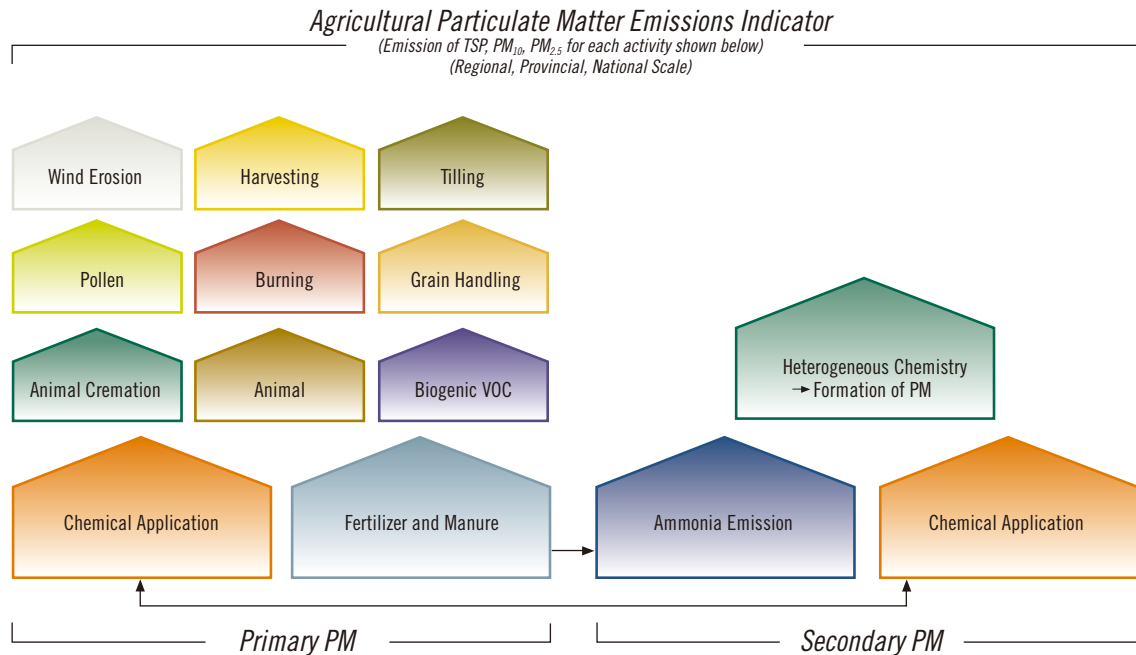 Agricultural Particulate Matter Emissions Indicator
(Emission of TSP, PM10, PM2.5 for each activity shown below)
(Regional, Provincial, National Scale)
Wind Erosion
Harvesting
Tilling
Pollen
Burning
Grain Handling
Animal Cremation
Animal
Biogenic VOC
Heterogeneous Chemistry
→ Formation of PM
Chemical Application
Fertilizer and Manure
Ammonia Emission
Chemical Application
Primary PM
Secondary PM